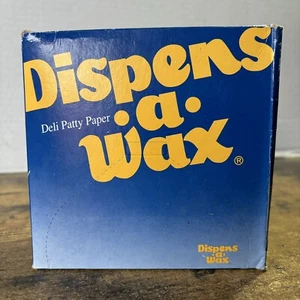 Dispens
Deli Patty Paper
·a·
Wax®
Dispens
·a·
Wax